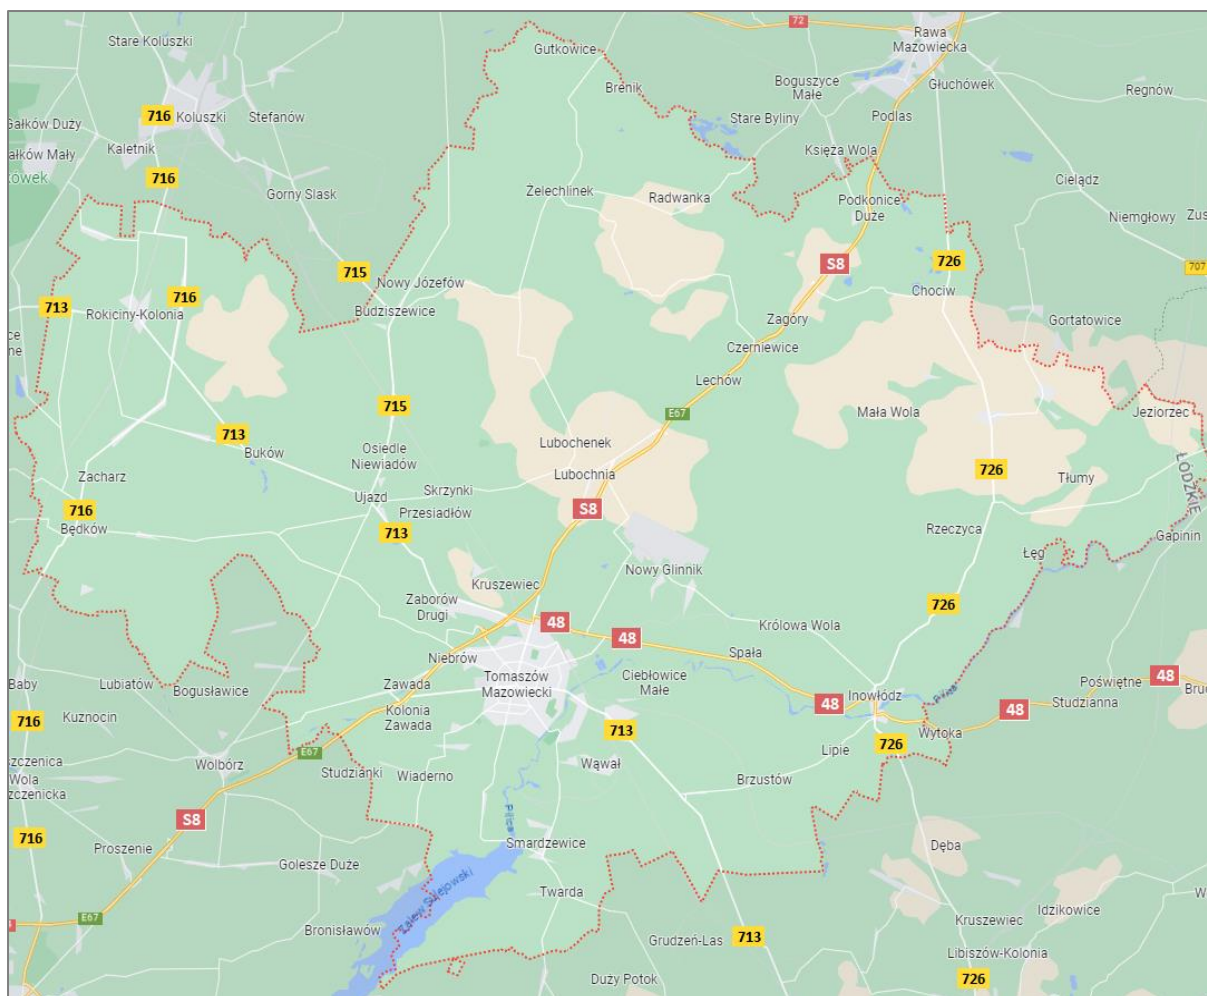 72
Rawa
Mazowiecka
Stare Koluszki
Gutkowice
Boguszyce
Małe
Głuchówek
Regnów
Brenik
716
Koluszki
Stefanów
Stare Byliny
Podlas
Gałków Duży
Kaletnik
Księża Wola
716
Gorny Slask
Żelechlinek
Radwanka
Podkonice
Duże
Cielądz
Niemgłowy
715
S8
726
707
Nowy Józefów
713
716
Chociw
Rokiciny-Kolonia
Budziszewice
Zagóry
Gortatowice
Czerniewice
Lechów
715
E67
Mała Wola
Jeziorzec
713
Buków
Osiedle
Niewiadów
Lubochenek
Lubochnia
ŁÓDZKIE
Zacharz
Skrzynki
726
Tłumy
Ujazd
Przesiadłów
716
Będków
S8
713
Rzeczyca
Gapinin
Łęg
Nowy Glinnik
Kruszewiec
Zaborów
Drugi
726
48
48
Królowa Wola
Spała
Niebrów
Tomaszów
Mazowiecki
Ciebłowice
Małe
Baby
Lubiatów
Bogusławice
Zawada
Inowłódz
Pilica
Poświętne
48
Studzianna
Kuznocin
716
Kolonia
Zawada
48
48
713
Wytoka
726
E67
Wolbórz
Studzianki
Wiaderno
Wąwał
Lipie
Brzustów
Wola
S8
Pilica
716
Proszenie
Smardzewice
Dęba
Golesze Duże
Zalew Sulejowski
Twarda
Idzikowice
E67
Bronisławów
Kruszewiec
713
Grudzeń-Las
Libiszów-Kolonia
Duży Potok
726